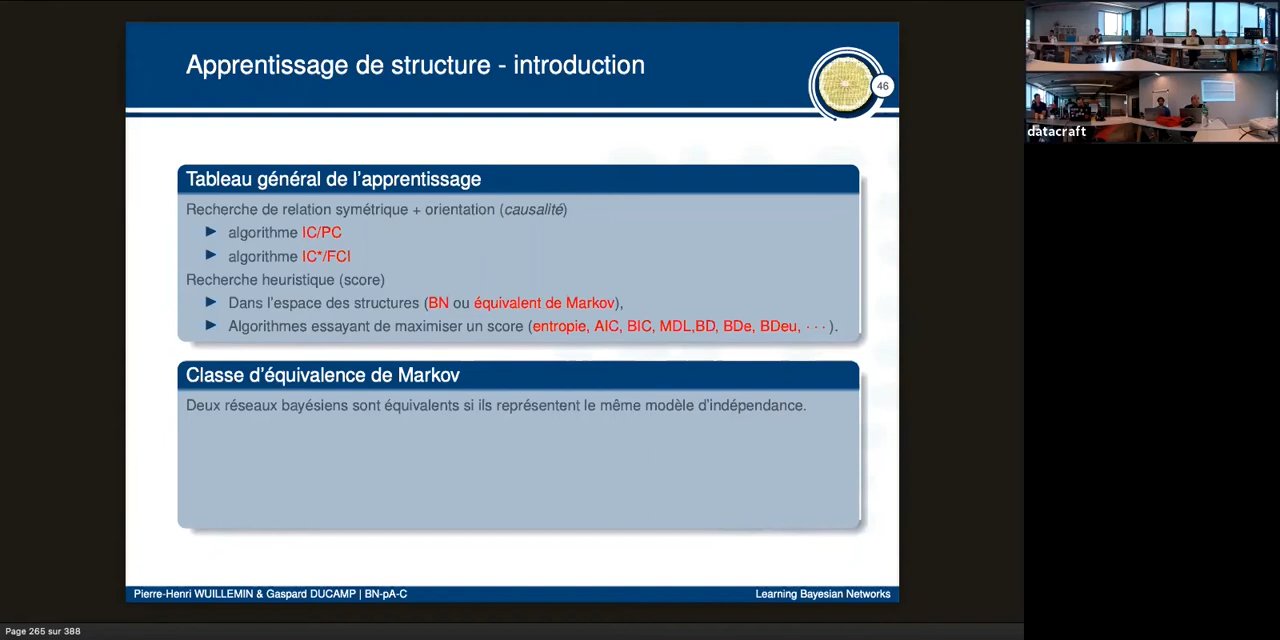 Apprentissage de structure - introduction
46
datacraft
Tableau général de l'apprentissage
Recherche de relation symétrique + orientation (causalité)
algorithme IC/PC
algorithme IC*/FCI
Recherche heuristique (score)
Dans l'espace des structures (BN ou équivalent de Markov),
Algorithmes essayant de maximiser un score (entropie, AIC, BIC, MDL,BD, BDe, BDeu, · · · ).
Classe d'équivalence de Markov
Deux réseaux bayésiens sont équivalents si ils représentent le même modèle d'indépendance.
Pierre-Henri WUILLEMIN & Gaspard DUCAMP | BN-pA-C
Learning Bayesian Networks
Page 265 sur 388